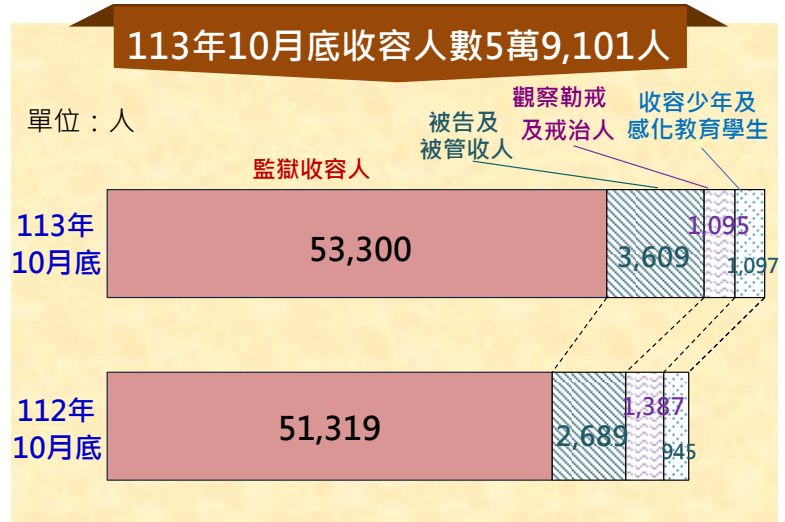 113年10月底收容人數5萬9,101人
單位：人
監獄收容人
被告及
被管收人
觀察勒戒
及戒治人
收容少年及
感化教育學生
113年
10月底
53,300
3,609
1,095
1,097
112年
10月底
51,319
2,689
1,387
945